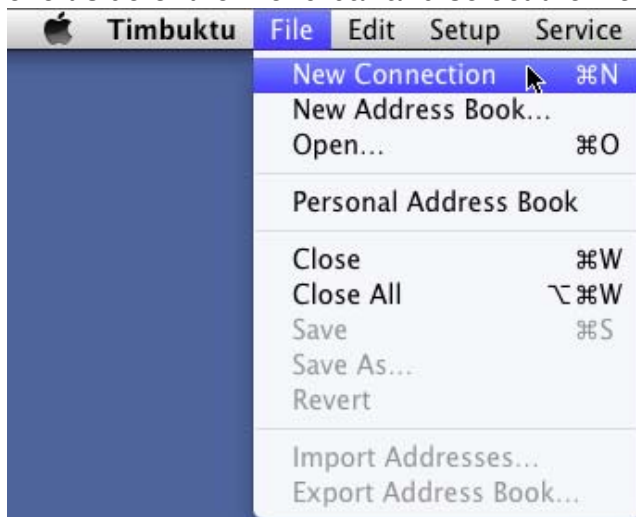 Timbuktu File Edit Setup Service
New Connection ⌘N
New Address Book...
Open... ⌘O
Personal Address Book
Close ⌘W
Close All ⌥⌘W
Save ⌘S
Save As...
Revert
Import Addresses...
Export Address Book...